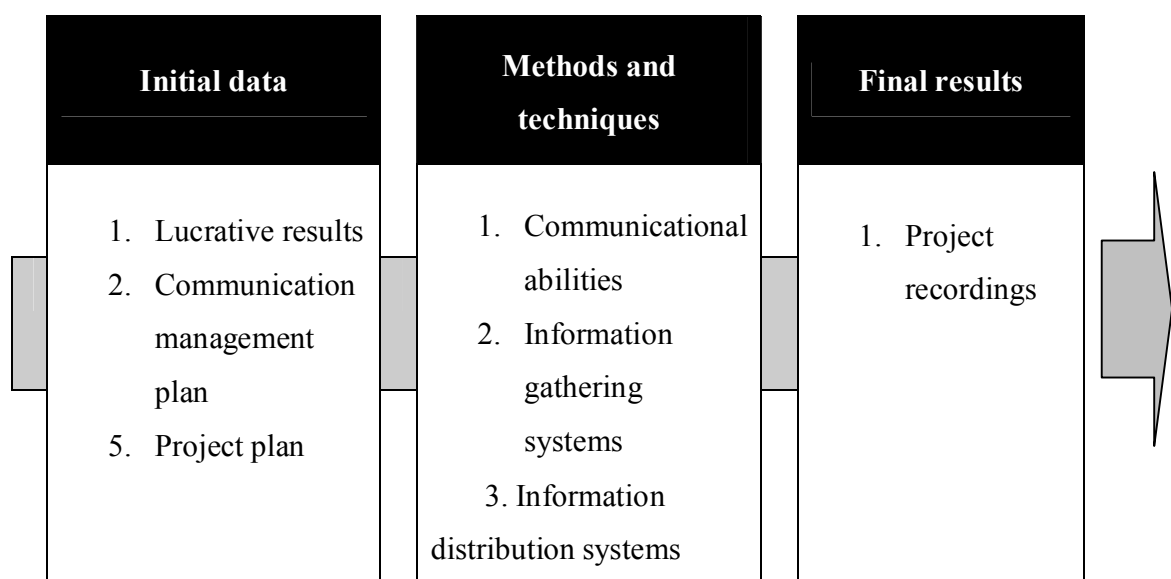 Initial data
1. Lucrative results
2. Communication
management
plan
5. Project plan
Methods and
techniques
1. Communicational
abilities
2. Information
gathering
systems
3. Information
distribution systems
Final results
1. Project
recordings